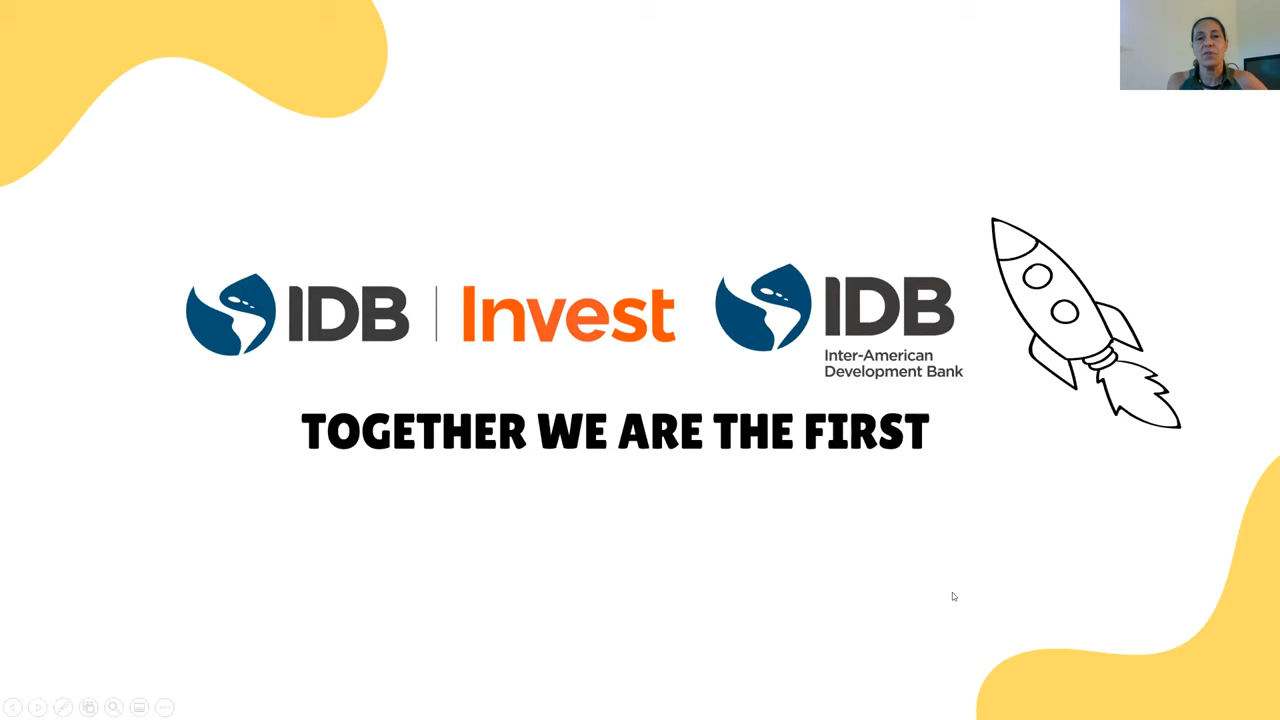 IDB | Invest
IDB
Inter-American
Development Bank
TOGETHER WE ARE THE FIRST